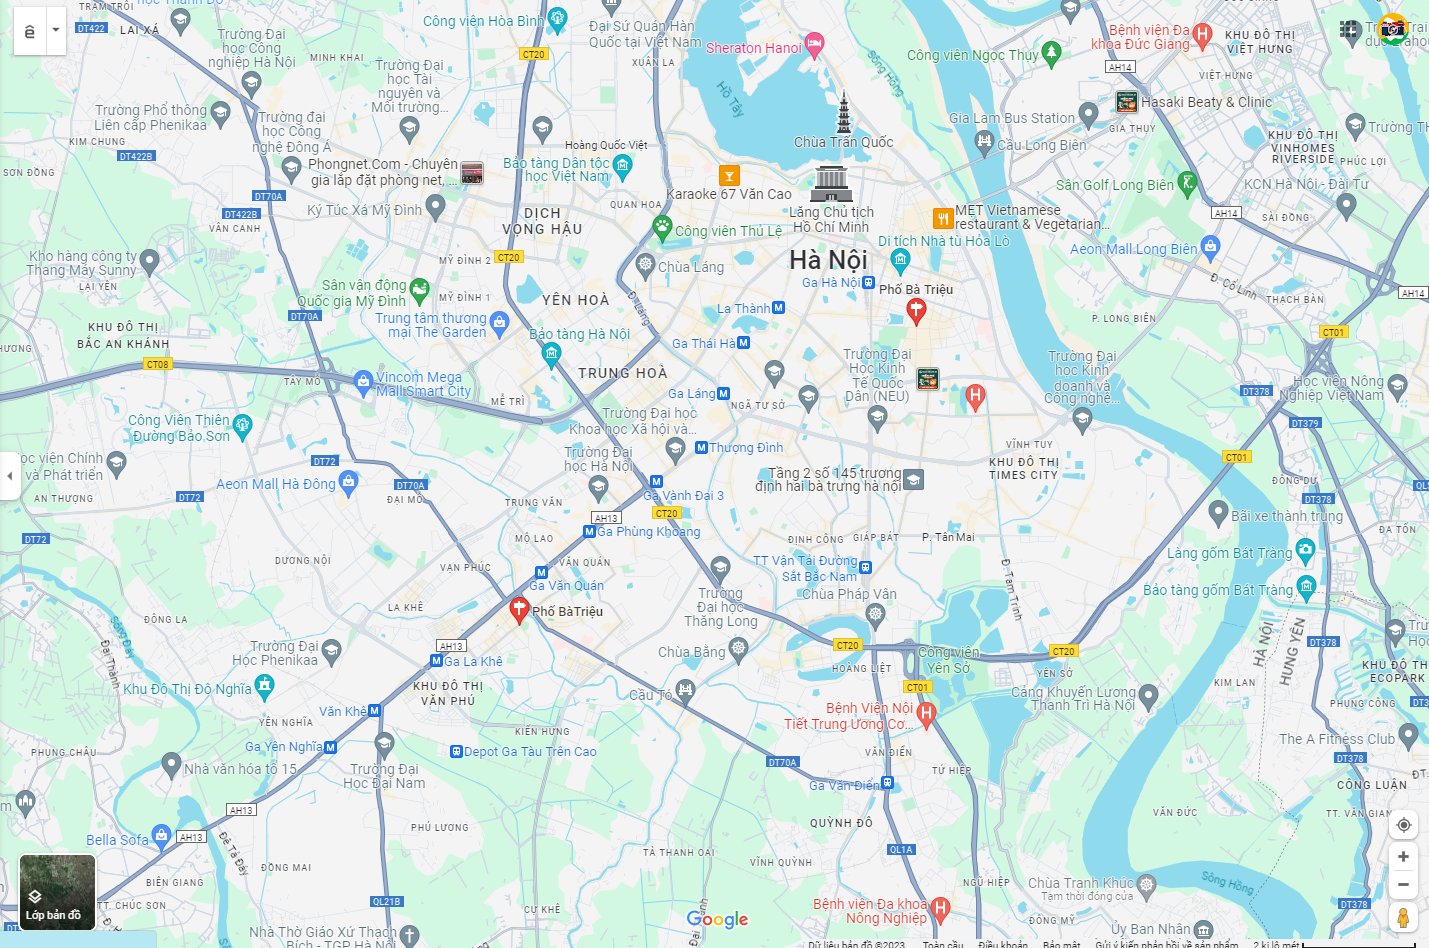 DT422
LAI XÁ
Trường Đại
học Công
nghiệp Hà Nội
MINH KHAI
Công viên Hòa Bình
CT20
Đại Sứ Quán Hàn
Quốc tại Việt Nam
XUÂN LA
Sheraton Hanoi
Hồ Tây
Sông Hồng
Công viên Ngọc Thụy
Bệnh viện Đa
khoa Đức Giang
AH14
KHU ĐÔ THỊ
VIỆT HƯNG
VIỆT HƯNG
Trường Đại
học Tài
nguyên và
Môi trường...
Trường Phổ thông
Liên cấp Phenikaa
KIM CHUNG
Trường đại
học Công
nghệ Đông Á
SƠN ĐỒNG
DT422B
DT70A
DT422B
Phongnet.Com - Chuyên
gia lắp đặt phòng net, ...
Hoàng Quốc Việt
Bảo tàng Dân tộc
học Việt Nam
Ký Túc Xá Mỹ Đình
DỊCH
VỌNG HẬU
QUAN HOA
Karaoke 67 Văn Cao
Chùa Trấn Quốc
Lăng Chủ tịch
Hồ Chí Minh
Gia Lam Bus Station
Cầu Long Biên
Hasaki Beaty & Clinic
GIA THUỴ
KHU ĐÔ THỊ
VINHOMES
RIVERSIDE
PHÚC LỢI
Sân Golf Long Biên
KCN Hà Nội - Đài Tư
AH14
SÀI ĐỒNG
MET Vietnamese
restaurant & Vegetarian...
Di tích Nhà tù Hỏa Lò
Aeon Mall Long Biên
Công viên Thủ Lệ
Chùa Láng
Hà Nội
Ga Hà Nội
Phố Bà Triệu
Kho hàng công ty
Thang Máy Sunny
LẠI YÊN
MỸ ĐÌNH 2
CT20
Sân vận động
Quốc gia Mỹ Đình
MỸ ĐÌNH 1
YÊN HOÀ
Đ. Láng
La Thành
Đ. Cổ Linh
THẠCH BÀN
AH14
P. LONG BIÊN
CT01
KHU ĐÔ THỊ
BẮC AN KHÁNH
DT70A
Trung tâm thương
mại The Garden
Bảo tàng Hà Nội
Ga Thái Hà
CT08
TÂY MỖ
Vincom Mega
Mall Smart City
MỄ TRÌ
TRUNG HOÀ
Ga Láng
NGÃ TƯ SỞ
Trường Đại
học Kinh
Tế Quốc
Dân (NEU)
Trường Đại
học Kinh
doanh và
Công nghệ...
DT378
Học viện Nông
Nghiệp Việt Nam
DT379
Công Viên Thiên
Đường Bảo Sơn
Trường Đại học
Khoa học Xã hội và...
Thượng Đình
Trường Đại
học Hà Nội
VĨNH TUY
KHU ĐÔ THỊ
TIMES CITY
CT01
và Phát triển
DT72
AN THƯỢNG
DT72
Aeon Mall Hà Đông
DT70A
ĐẠI MỖ
TRUNG VĂN
Ga Vành Đai 3
CT20
Tầng 2 số 145 trương
định hai bà trưng hà nội
ĐÔNG DƯ
DT378
Bãi xe thành trung
DT72
AH13
Ga Phùng Khoang
MỖ LAO
ĐỊNH CÔNG
GIÁP BÁT
P. Tân Mai
ĐA TỐN
DƯƠNG NỘI
VẠN PHÚC
VĂN QUÁN
Ga Văn Quán
TT Vận Tải Đường
Sắt Bắc Nam
Chùa Pháp Vân
Đ. Tam Trinh
Làng gốm Bát Tràng
Bảo tàng gốm Bát Tràng
LA KHÊ
Phố BàTriệu
Trường
Đại học
Thăng Long
ĐÔNG LA
Sông Đáy
Đại Thành
Trường Đại
Học Phenikaa
AH13
Ga La Khê
Chùa Bằng
CT20
HOÀNG LIỆT
Công viên
Yên Sở
CT20
YÊN SỞ
HÀ NỘI
HƯNG YÊN
DT378
KHU ĐÔ THỊ
ECOPARK
Khu Đô Thị Đô Nghĩa
YÊN NGHĨA
KHU ĐÔ THỊ
VĂN PHÚ
Cầu Tó
CT01
Cảng Khuyến Lương
Thanh Trì Hà Nội
KIM LAN
PHỤNG CÔNG
Văn Khê
Ga Yên Nghĩa
KIẾN HƯNG
Bệnh Viện Nội
Tiết Trung Ương Cơ...
The A Fitness Club
PHỤNG CHÂU
Nhà văn hóa tổ 15
Trường Đại
Học Đại Nam
Depot Ga Tàu Trên Cao
DT70A
VĂN ĐIỂN
TỨ HIỆP
Ga Văn Điển
DT378
CÔNG LUẬN
AH13
AH13
Bella Sofa
Đê Tả Đáy
PHÚ LƯƠNG
QUỲNH ĐÔ
VẠN ĐỨC
TT. VĂN GIANG
BIÊN GIANG
ĐỒNG MAI
TẢ THANH OAI
VĨNH QUỲNH
QL1A
TT. CHÚC SƠN
Lớp bản đồ
QL21B
CỰ KHÊ
Google
Bệnh viện Đa khoa
Nông Nghiệp
NGŨ HIỆP
Chùa Tranh Khúc
Tạm thời đóng cửa
Sông Hồng
ĐÔNG MỸ
DT378
Nhà Thờ Giáo Xứ Thạch
Bích - TGP Hà Nội
Ủy Ban Nhân
Dữ liệu bản đồ ©2023 Toàn cầu Điều khoản Bảo mật Gửi ý kiến phản hồi về sản phẩm 2 ki lô mét